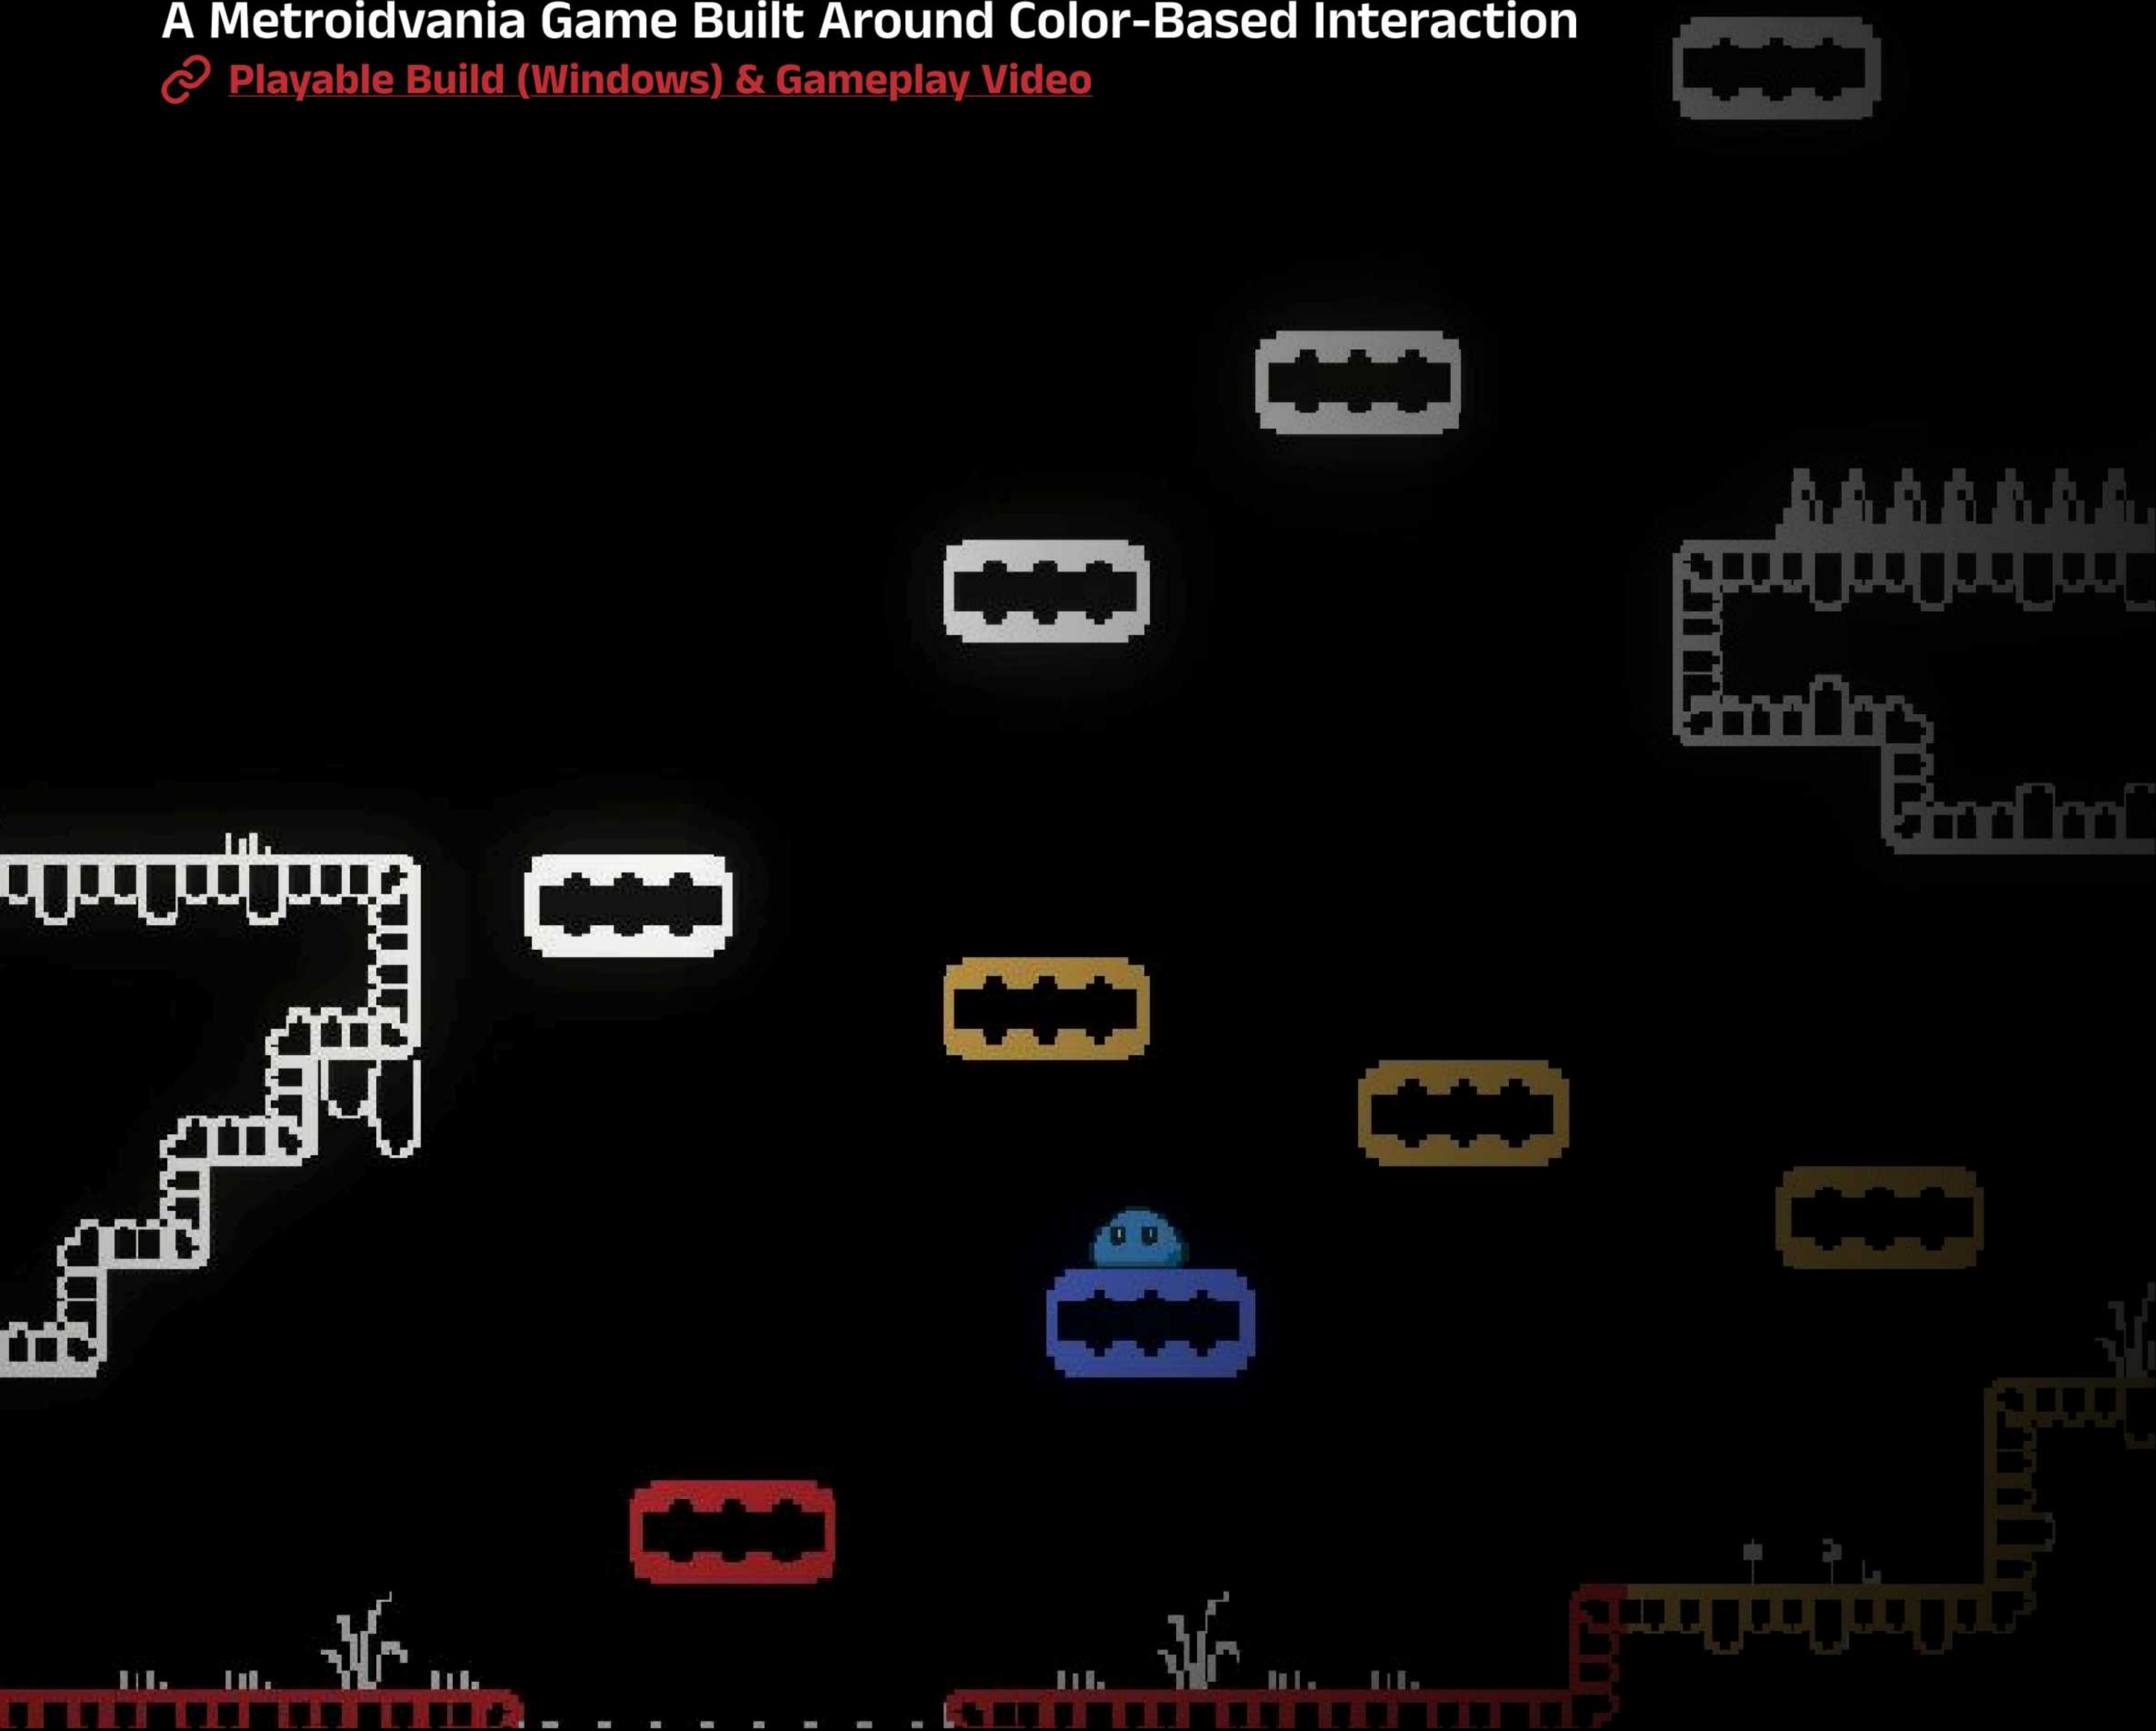 A Metroidvania Game Built Around Color-Based Interaction
Playable Build (Windows) & Gameplay Video